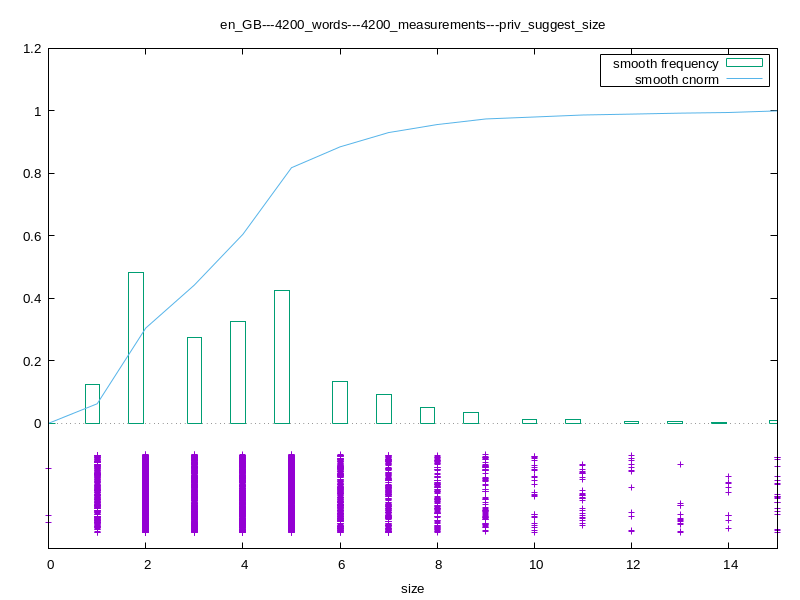 en_GB---4200_words---4200_measurements---priv_suggest_size
1.2
smooth frequency
smooth cnorm
1
0.8
0.6
0.4
0.2
0
0 2 4 6 8 10 12 14
size